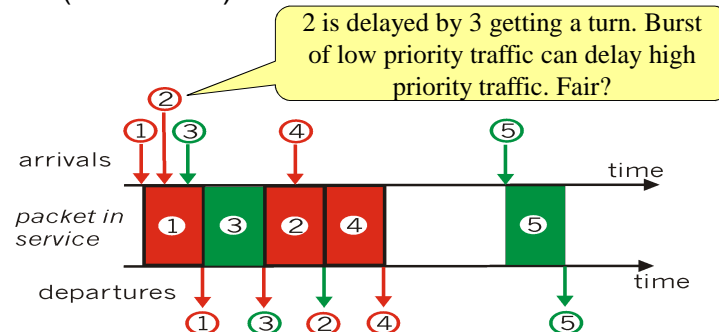 2 is delayed by 3 getting a turn. Burst
of low priority traffic can delay high
priority traffic. Fair?
2
1 3 4 5
arrivals
time
packet in
service
1 3 2 4 5
time
departures
1 3 2 4 5